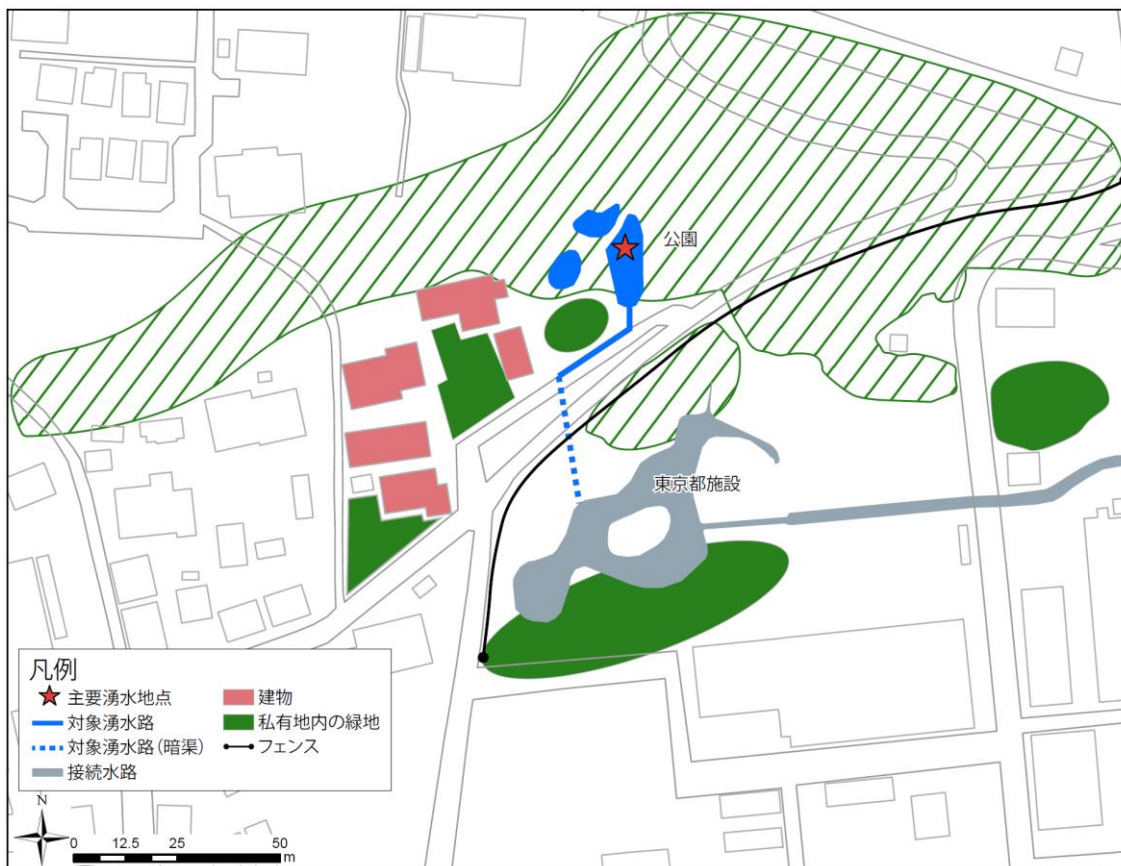 公園
東京都施設
凡例
主要湧水地点
対象湧水路
対象湧水路(暗渠)
接続水路
建物
私有地内の緑地
フェンス
N
0 12.5 25 50
m